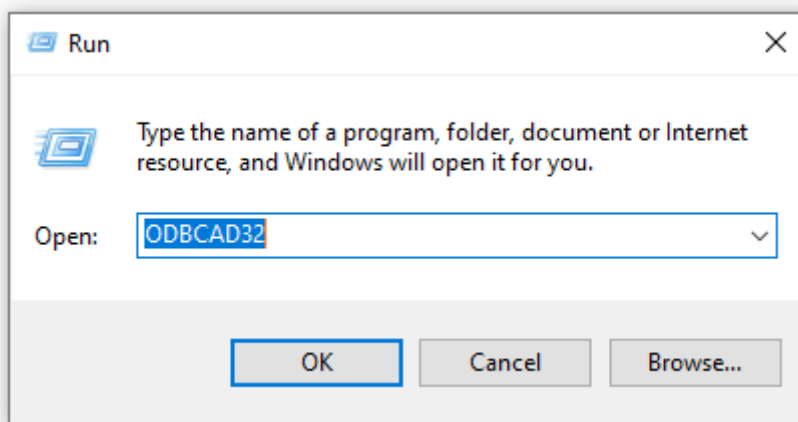 Run
Type the name of a program, folder, document or Internet
resource, and Windows will open it for you.
Open: ODBCAD32
OK Cancel Browse...